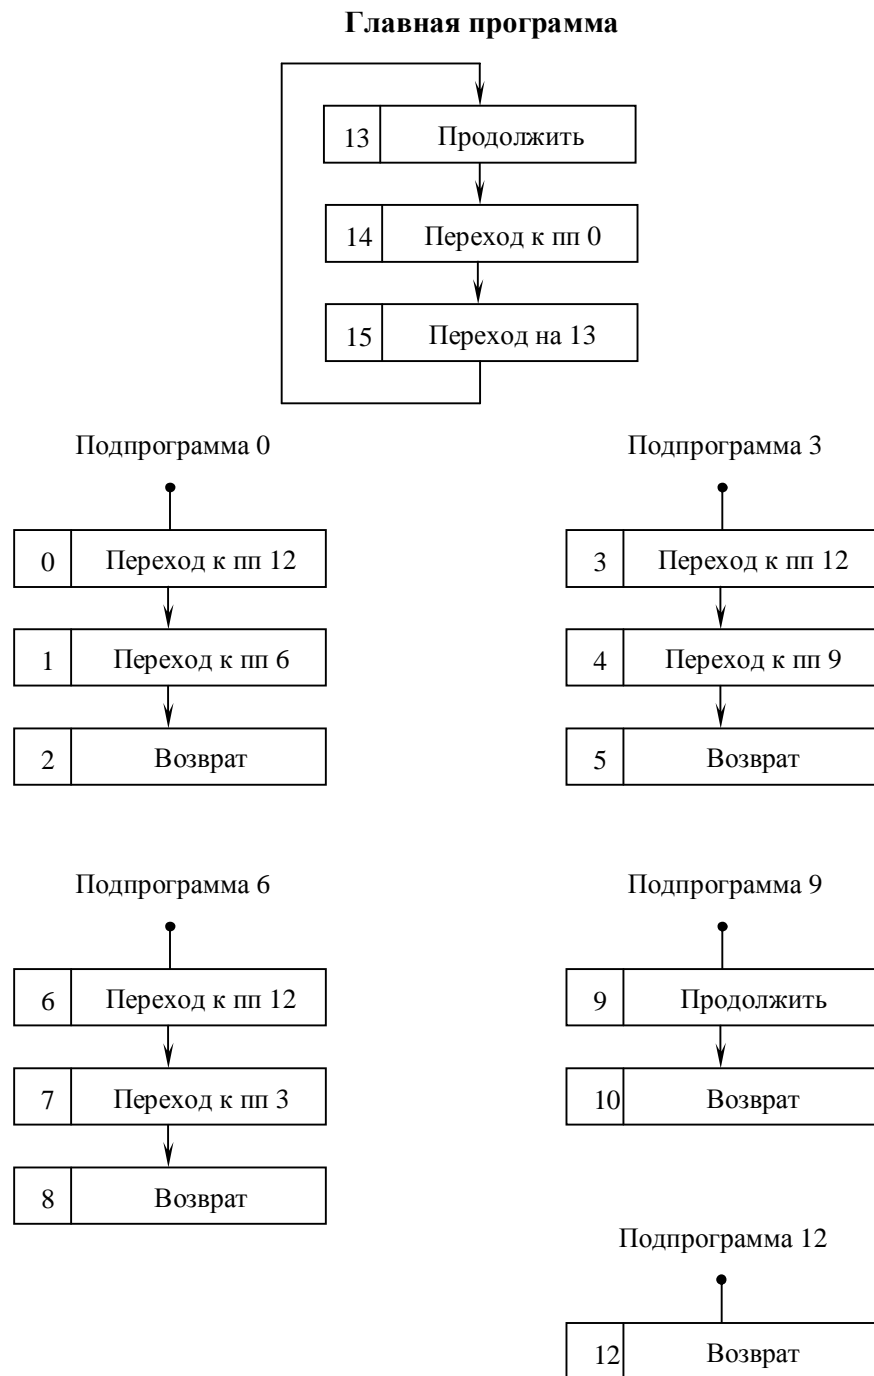 Главная программа
13 Продолжить
14 Переход к пп 0
15 Переход на 13
Подпрограмма 0
0 Переход к пп 12
1 Переход к пп 6
2 Возврат
Подпрограмма 3
3 Переход к пп 12
4 Переход к пп 9
5 Возврат
Подпрограмма 6
6 Переход к пп 12
7 Переход к пп 3
8 Возврат
Подпрограмма 9
9 Продолжить
10 Возврат
Подпрограмма 12
12 Возврат